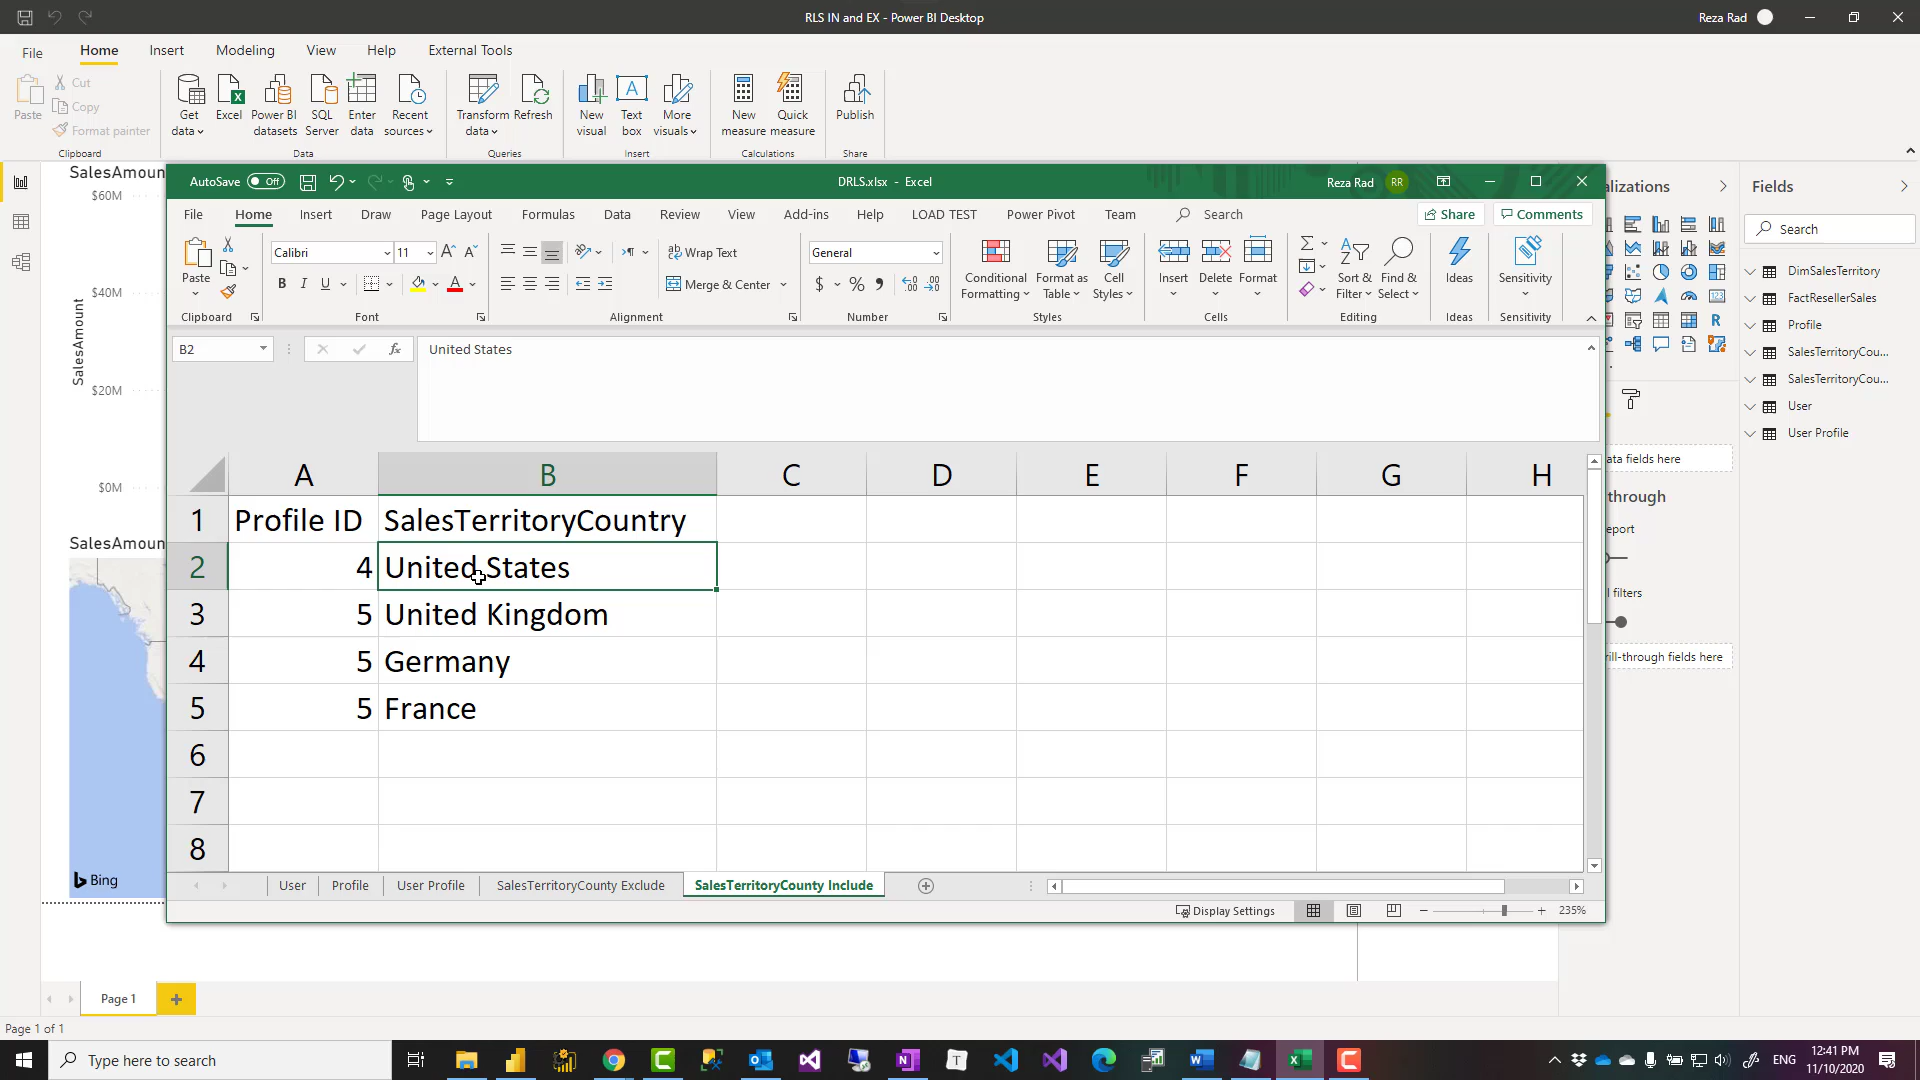 RLS IN and EX - Power BI Desktop
Reza Rad
File
Home
Insert
Modeling
View
Help
External Tools
Paste
Cut
Copy
Format painter
Clipboard
Get data
Excel
Power BI datasets
SQL Server
Enter data
Recent sources
Data
Transform data
Refresh
Queries
New visual
Text box
More visuals
Insert
New measure
Quick measure
Calculations
Publish
Share
SalesAmoun
$60M
$40M
$20M
$0M
SalesAmount
SalesAmoun
Bing
AutoSave
Off
DRLS.xlsx - Excel
Reza Rad
RR
File
Home
Insert
Draw
Page Layout
Formulas
Data
Review
View
Add-ins
Help
LOAD TEST
Power Pivot
Team
Search
Share
Comments
Paste
Clipboard
Calibri
11
Font
Wrap Text
Merge & Center
Alignment
General
Number
Conditional Formatting
Format as Table
Cell Styles
Styles
Insert
Delete
Format
Cells
Sort & Filter
Find & Select
Editing
Ideas
Ideas
Sensitivity
Sensitivity
B2
fx
United States
A B C D E F G H
1 Profile ID SalesTerritoryCountry
2 4 United States
3 5 United Kingdom
4 5 Germany
5 5 France
6
7
8
User
Profile
User Profile
SalesTerritoryCounty Exclude
SalesTerritoryCounty Include
Display Settings
235%
alizations
Fields
Search
DimSalesTerritory
FactResellerSales
Profile
SalesTerritoryCou...
SalesTerritoryCou...
User
User Profile
ata fields here
through
eport
l filters
rill-through fields here
Page 1
Page 1 of 1
Type here to search
ENG
12:41 PM
11/10/2020